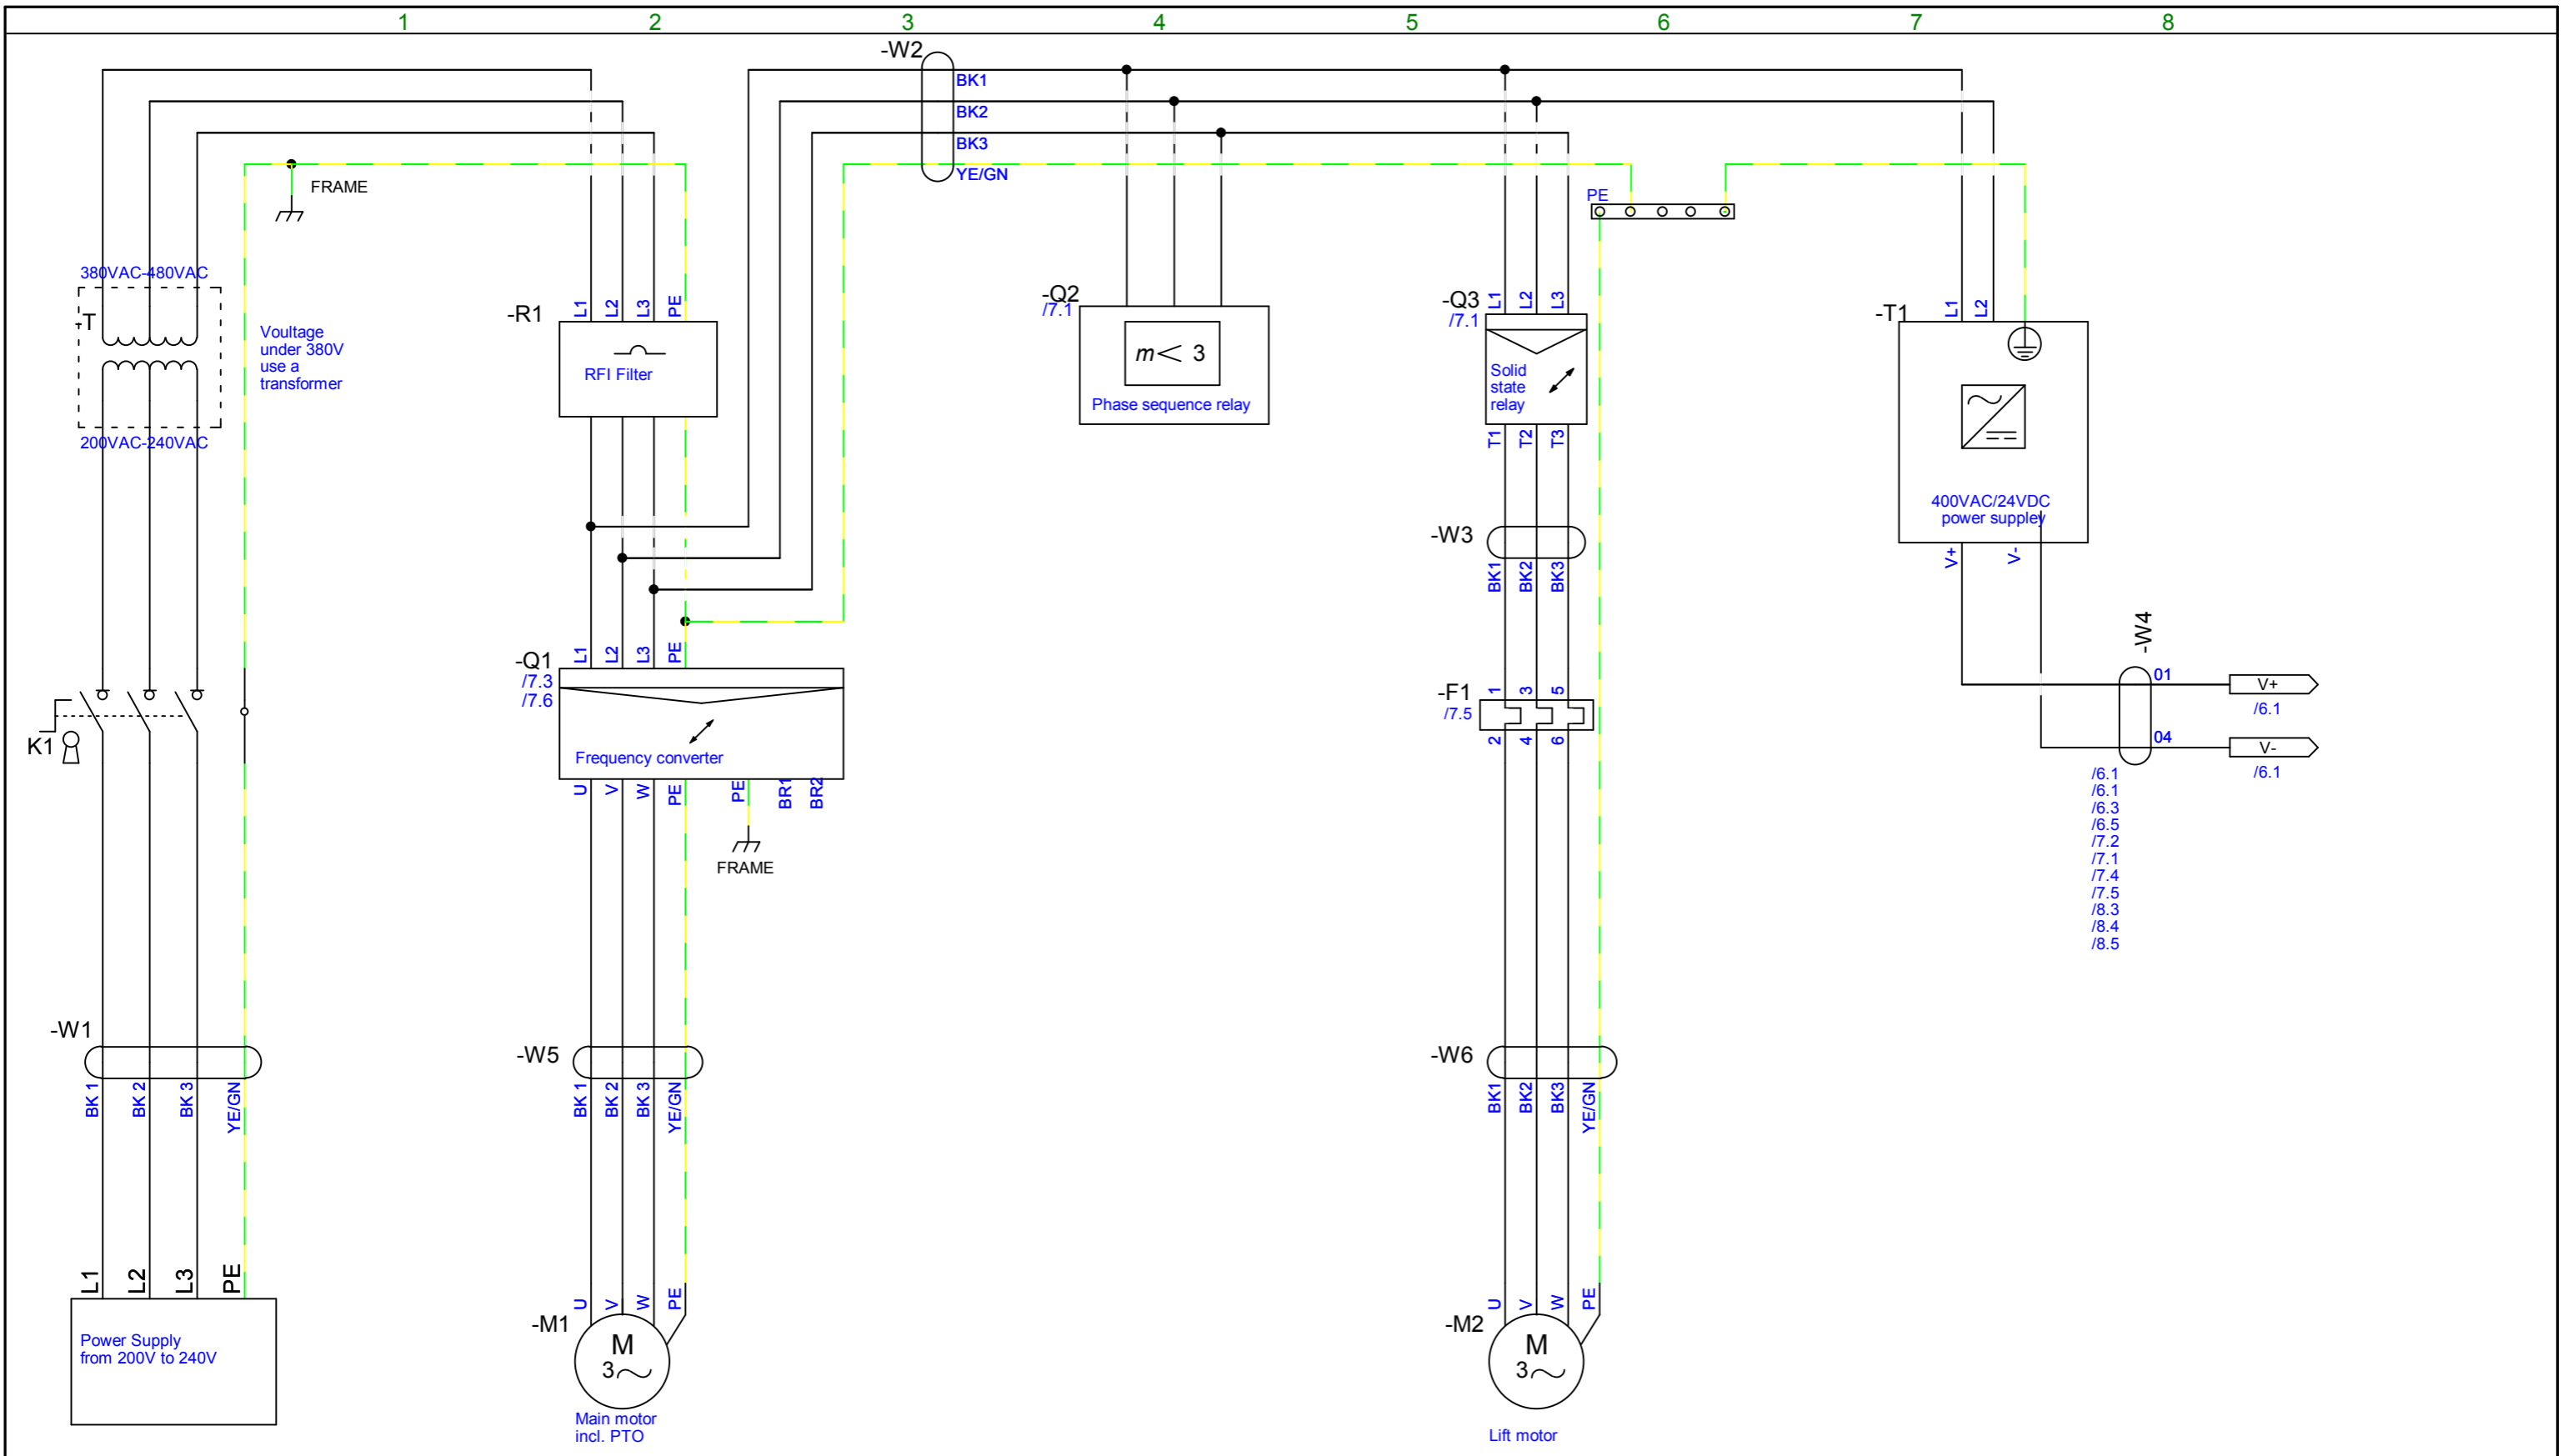 1 2 3 4 5 6 7 8
-W2
BK1
BK2
BK3
YE/GN
FRAME
PE
380VAC-480VAC
-T
200VAC-240VAC
Voultage
under 380V
use a
transformer
-R1
L1 L2 L3 PE
RFI Filter
-Q2
/7.1
m< 3
Phase sequence relay
-Q3
/7.1
L1 L2 L3
Solid
state
relay
T1 T2 T3
-T1
L1 L2
400VAC/24VDC
power suppley
V+ V-
-W3
BK1 BK2 BK3
-W4
01
V+
/6.1
04
V-
/6.1
/6.1
/6.1
/6.3
/6.5
/7.2
/7.1
/7.4
/7.5
/8.3
/8.4
/8.5
-Q1
/7.3
/7.6
L1 L2 L3 PE
Frequency converter
U V W PE PE BR1 BR2
FRAME
-F1
/7.5
1 3 5
2 4 6
K1
-W1
BK 1 BK 2 BK 3 YE/GN
-W5
BK 1 BK 2 BK 3 YE/GN
-W6
BK1 BK2 BK3 YE/GN
L1 L2 L3 PE
Power Supply
from 200V to 240V
-M1
U V W PE
M
3~
Main motor
incl. PTO
-M2
U V W PE
M
3~
Lift motor